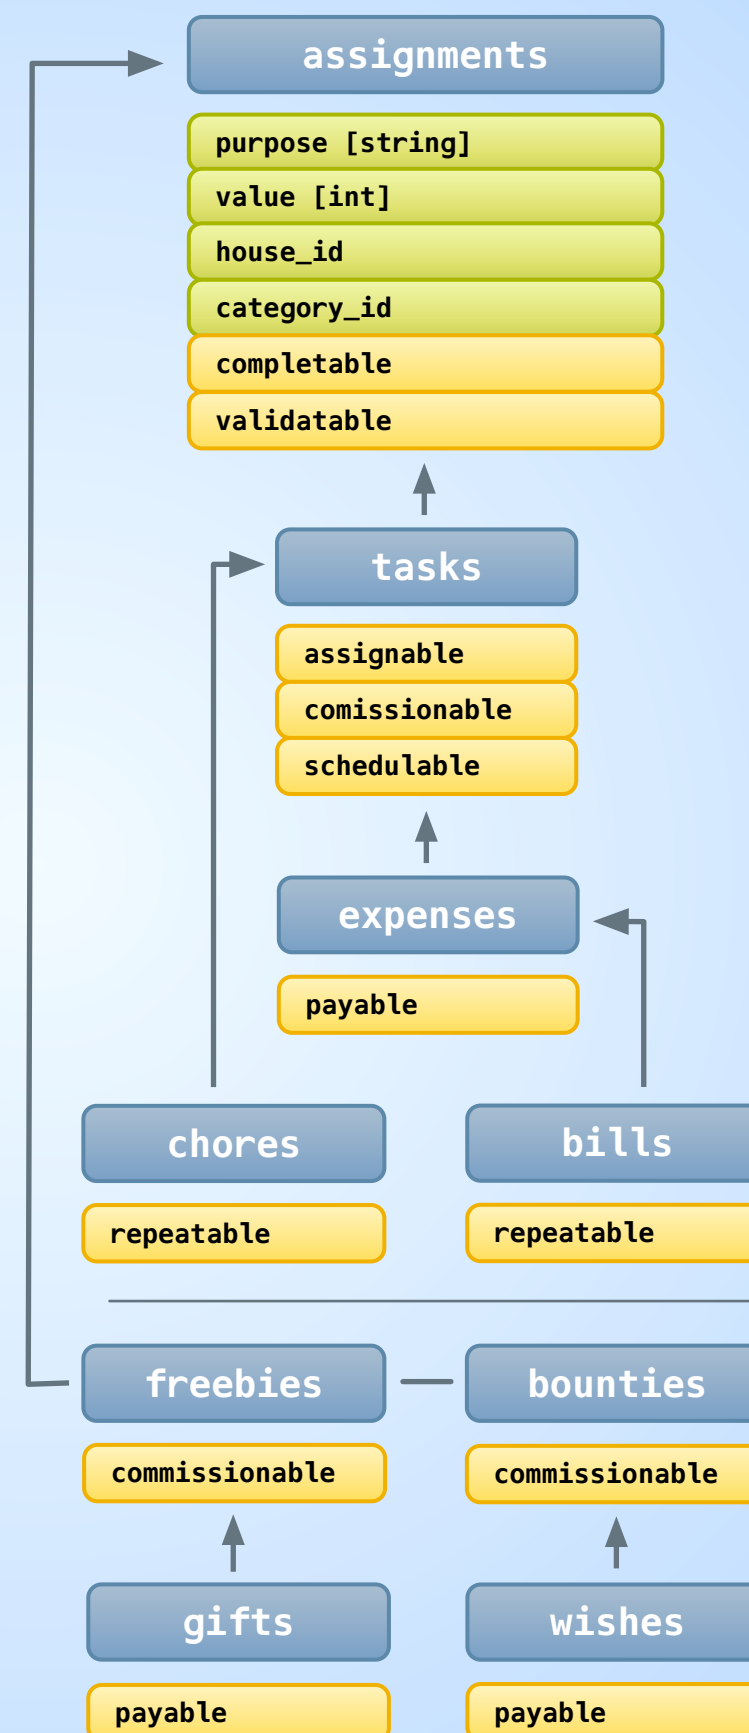 assignments
purpose [string]
value [int]
house_id
category_id
completable
validatable
tasks
assignable
comissionable
schedulable
expenses
payable
chores
bills
repeatable
repeatable
freebies
bounties
commissionable
commissionable
gifts
wishes
payable
payable